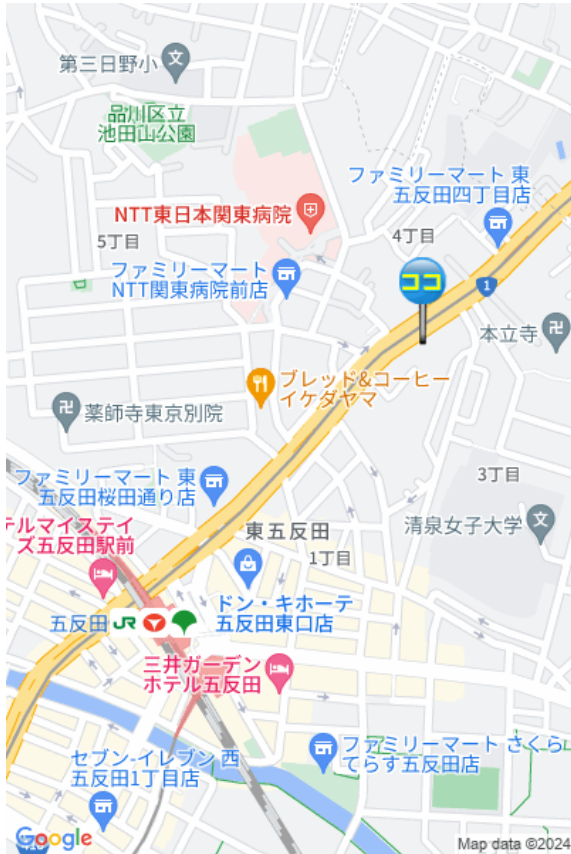 第三日野小
品川区立
池田山公園
ファミリーマート 東
五反田四丁目店
NTT東日本関東病院
5丁目
4丁目
ファミリーマート
NTT関東病院前店
ココ
1
本立寺
ブレッド&コーヒー
イケダヤマ
薬師寺東京別院
ファミリーマート 東
五反田桜田通り店
3丁目
清泉女子大学
テルマイステイ
ズ五反田駅前
東五反田
1丁目
ドン・キホーテ
五反田東口店
五反田 JR
三井ガーデン
ホテル五反田
セブン-イレブン 西
五反田1丁目店
ファミリーマート さくら
てらす五反田店
Google
Map data ©2024